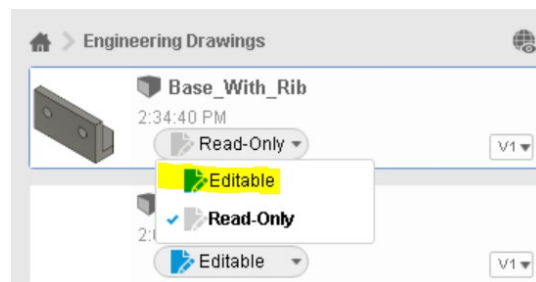 Engineering Drawings
Base_With_Rib
2:34:40 PM
Read-Only
V1
Editable
Read-Only
Editable
V1